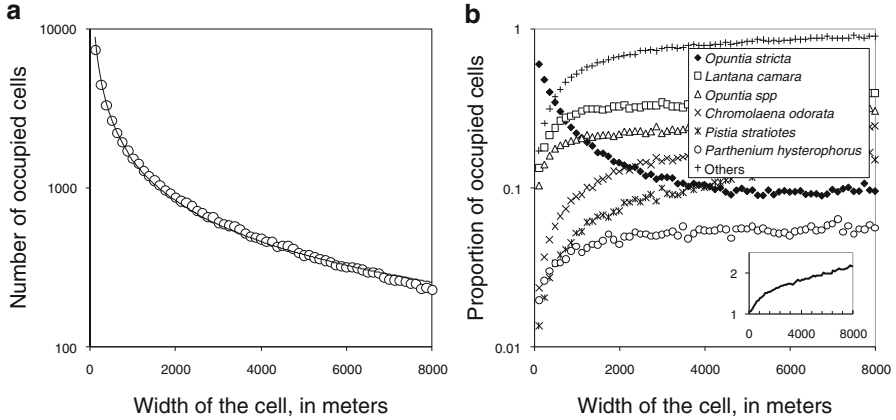 a
10000
1000
100
Number of occupied cells
0 2000 4000 6000 8000
Width of the cell, in meters
b
1
0.1
0.01
Proportion of occupied cells
Opuntia stricta
Lantana camara
Opuntia spp
Chromolaena odorata
Pistia stratiotes
Parthenium hysterophorus
Others
2
1
0 4000 8000
0 2000 4000 6000 8000
Width of the cell, in meters